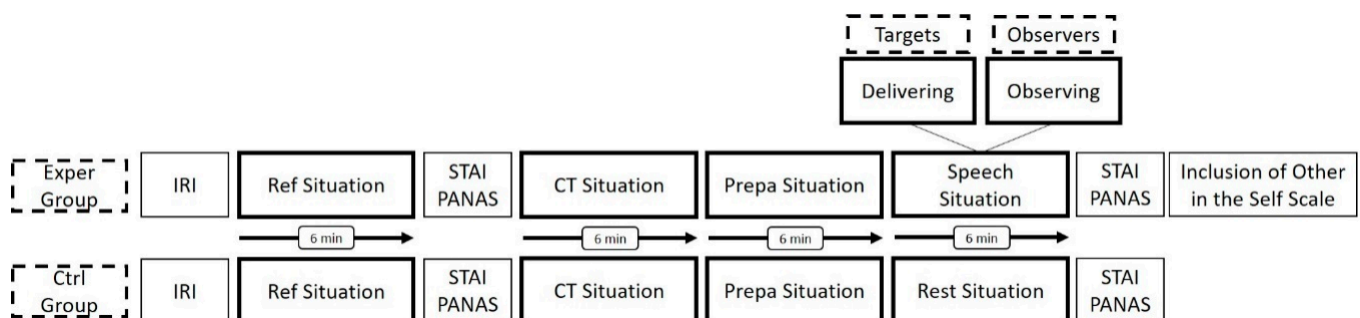 Targets
Observers
Delivering
Observing
Exper
Group
IRI
Ref Situation
STAI
PANAS
CT Situation
Prepa Situation
Speech
Situation
STAI
PANAS
Inclusion of Other
in the Self Scale
6 min
6 min
6 min
6 min
Ctrl
Group
IRI
Ref Situation
STAI
PANAS
CT Situation
Prepa Situation
Rest Situation
STAI
PANAS